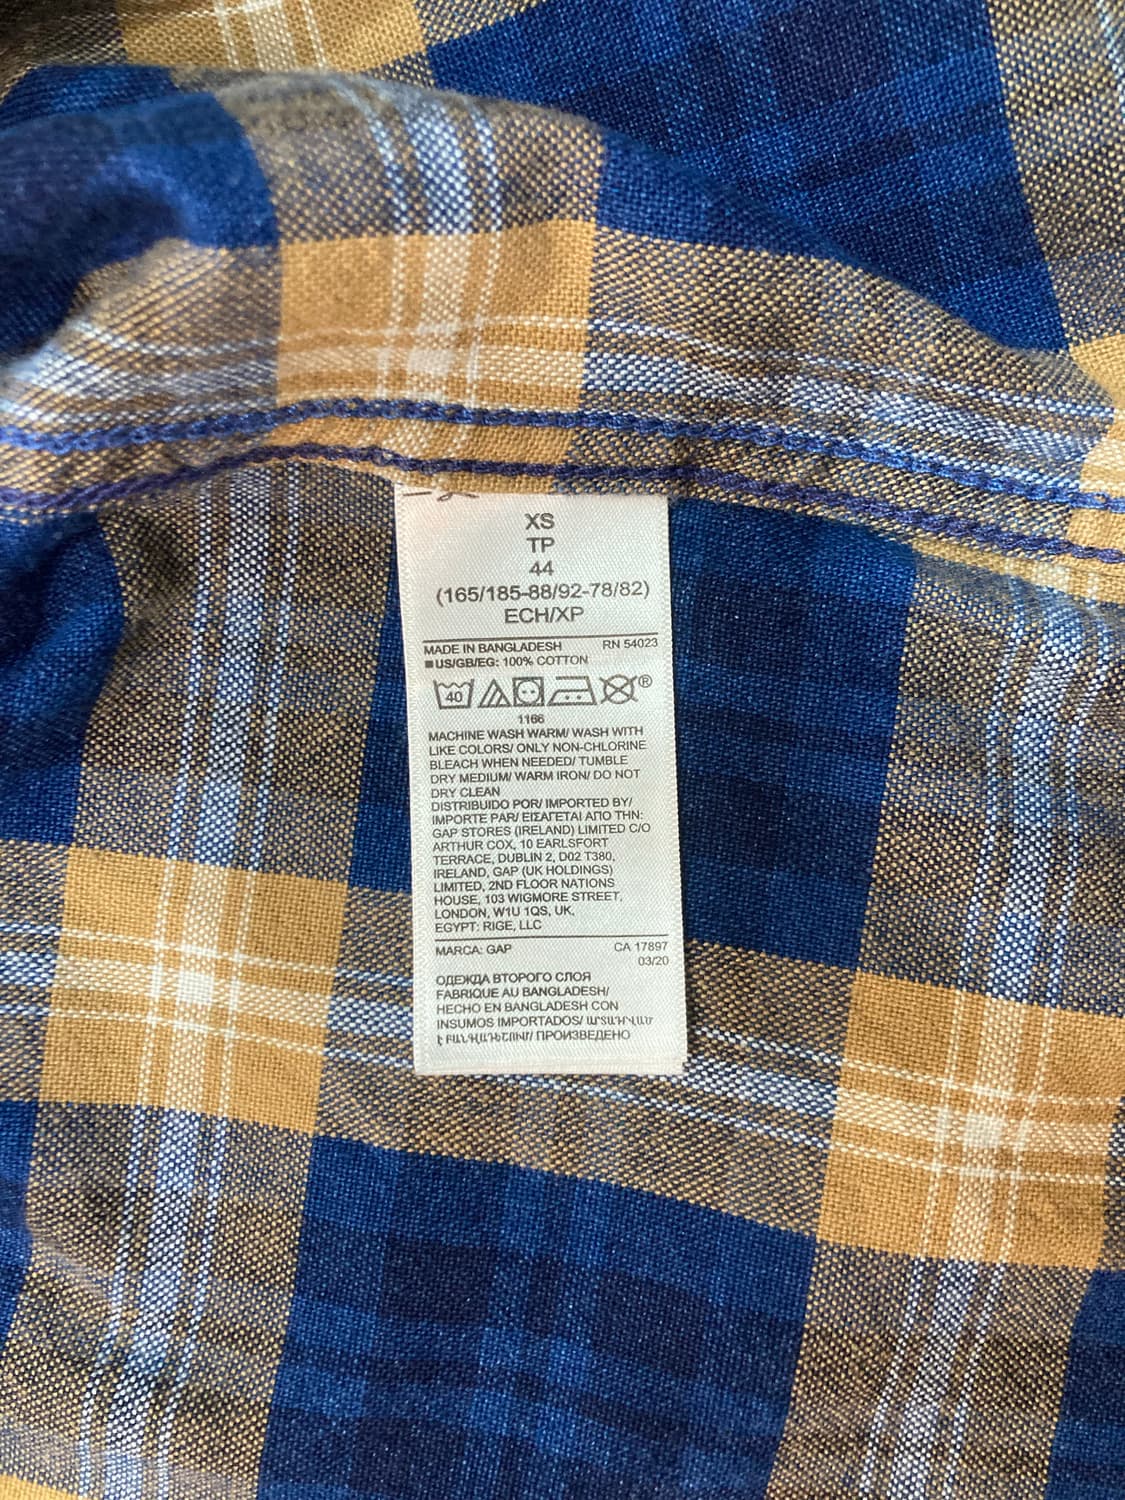 XS
TP
44
(165/185-88/92-78/82)
ECH/XP
MADE IN BANGLADESH RN 54023
■US/GB/EG: 100% COTTON
40 ®
1166
MACHINE WASH WARM/ WASH WITH
LIKE COLORS/ ONLY NON-CHLORINE
BLEACH WHEN NEEDED/ TUMBLE
DRY MEDIUM/ WARM IRON/ DO NOT
DRY CLEAN
DISTRIBUIDO POR/ IMPORTED BY/
IMPORTE PAR/ ΕΙΣΑΓΕΤΑΙ ΑΠΟ ΤΗΝ:
GAP STORES (IRELAND) LIMITED C/O
ARTHUR COX, 10 EARLSFORT
TERRACE, DUBLIN 2, D02 T380,
IRELAND, GAP (UK HOLDINGS)
LIMITED, 2ND FLOOR NATIONS
HOUSE, 103 WIGMORE STREET,
LONDON, W1U 1QS, UK.
EGYPT: RIGE, LLC
MARCA: GAP CA 17897
03/20
ОДЕЖДА ВТОРОГО СЛОЯ
FABRIQUE AU BANGLADESH/
HECHO EN BANGLADESH CON
INSUMOS IMPORTADOS/ ԱՐՏԱԴՎԱԾ
Է ԲԱՆԳԼԱԴԵՇՈՒՄ/ ПРОИЗВЕДЕНО